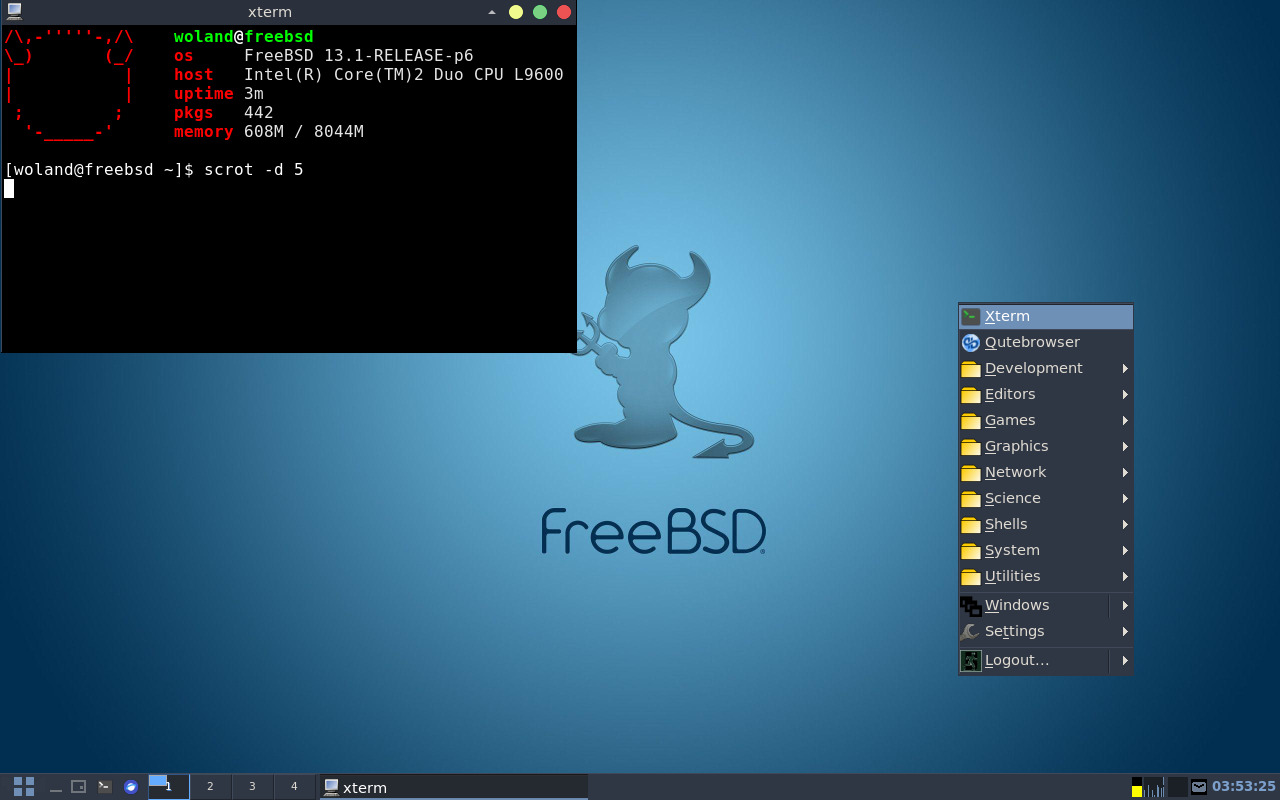 xterm
/\,-'''''-,/\ woland@freebsd
\_) (_/ os FreeBSD 13.1-RELEASE-p6
| | host Intel(R) Core(TM)2 Duo CPU L9600
| | uptime 3m
; ; pkgs 442
'-_____-' memory 608M / 8044M
[woland@freebsd ~]$ scrot -d 5
FreeBSD®
Xterm
Qutebrowser
Development
Editors
Games
Graphics
Network
Science
Shells
System
Utilities
Windows
Settings
Logout...
1 2 3 4 xterm 03:53:25